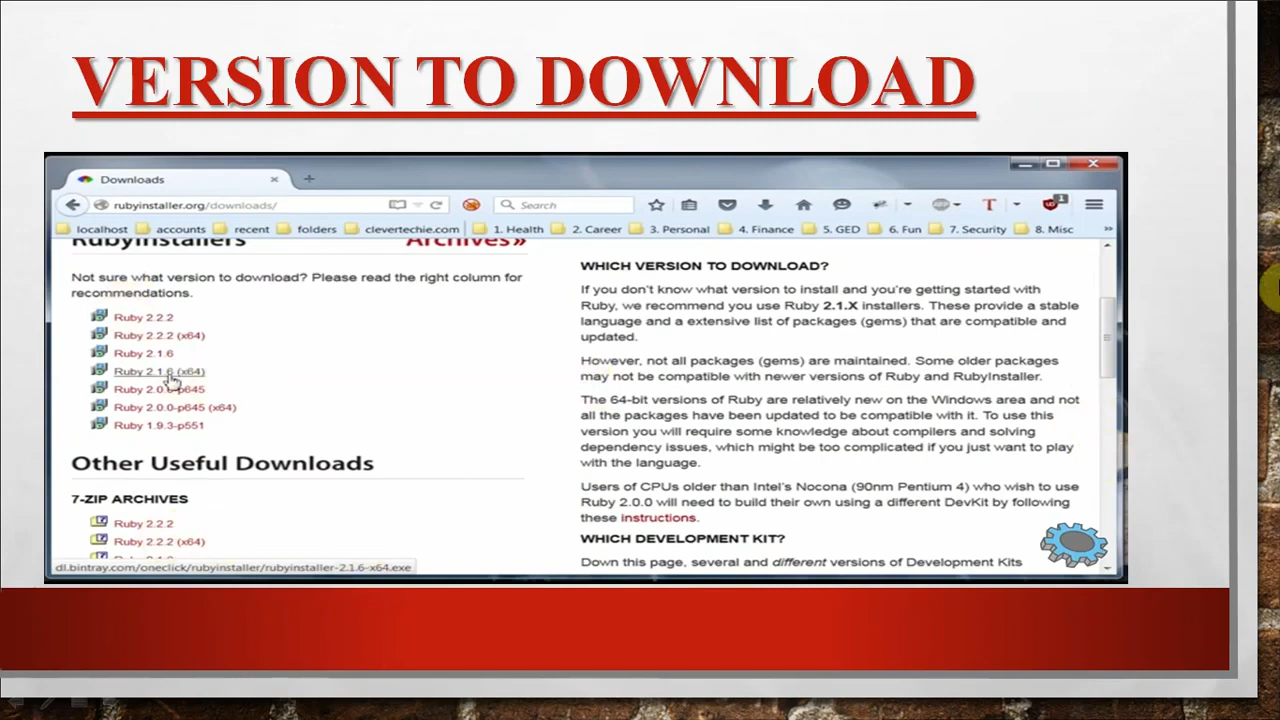 VERSION TO DOWNLOAD
Downloads
rubyinstaller.org/downloads/
Search
localhost accounts recent folders clevertechie.com 1. Health 2. Career 3. Personal 4. Finance 5. GED 6. Fun 7. Security 8. Misc
RubyInstallers
Archives»
Not sure what version to download? Please read the right column for
recommendations.
Ruby 2.2.2
Ruby 2.2.2 (x64)
Ruby 2.1.6
Ruby 2.1.6 (x64)
Ruby 2.0.0-p645
Ruby 2.0.0-p645 (x64)
Ruby 1.9.3-p551
Other Useful Downloads
7-ZIP ARCHIVES
Ruby 2.2.2
Ruby 2.2.2 (x64)
dl.bintray.com/oneclick/rubyinstaller/rubyinstaller-2.1.6-x64.exe
WHICH VERSION TO DOWNLOAD?
If you don't know what version to install and you're getting started with
Ruby, we recommend you use Ruby 2.1.X installers. These provide a stable
language and a extensive list of packages (gems) that are compatible and
updated.
However, not all packages (gems) are maintained. Some older packages
may not be compatible with newer versions of Ruby and RubyInstaller.
The 64-bit versions of Ruby are relatively new on the Windows area and not
all the packages have been updated to be compatible with it. To use this
version you will require some knowledge about compilers and solving
dependency issues, which might be too complicated if you just want to play
with the language.
Users of CPUs older than Intel's Nocona (90nm Pentium 4) who wish to use
Ruby 2.0.0 will need to build their own using a different DevKit by following
these instructions.
WHICH DEVELOPMENT KIT?
Down this page, several and different versions of Development Kits